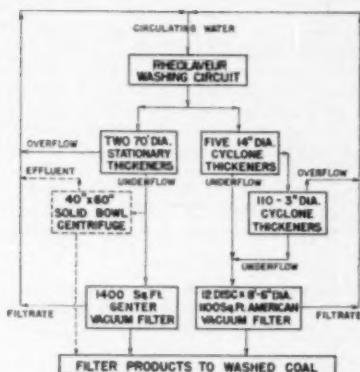 CIRCULATING WATER
RHEOLAVEUR
WASHING CIRCUIT
TWO 70' DIA.
STATIONARY
THICKENERS
FIVE 14" DIA.
CYCLONE
THICKENERS
OVERFLOW
EFFLUENT
UNDERFLOW
UNDERFLOW
OVERFLOW
40" x 60"
SOLID BOWL
CENTRIFUGE
110 - 3" DIA.
CYCLONE
THICKENERS
UNDERFLOW
1400 Sq. Ft.
GENTER
VACUUM FILTER
12 DISC x 8'-6" DIA.
1100 Sq. Ft. AMERICAN
VACUUM FILTER
FILTRATE
FILTRATE
FILTER PRODUCTS TO WASHED COAL